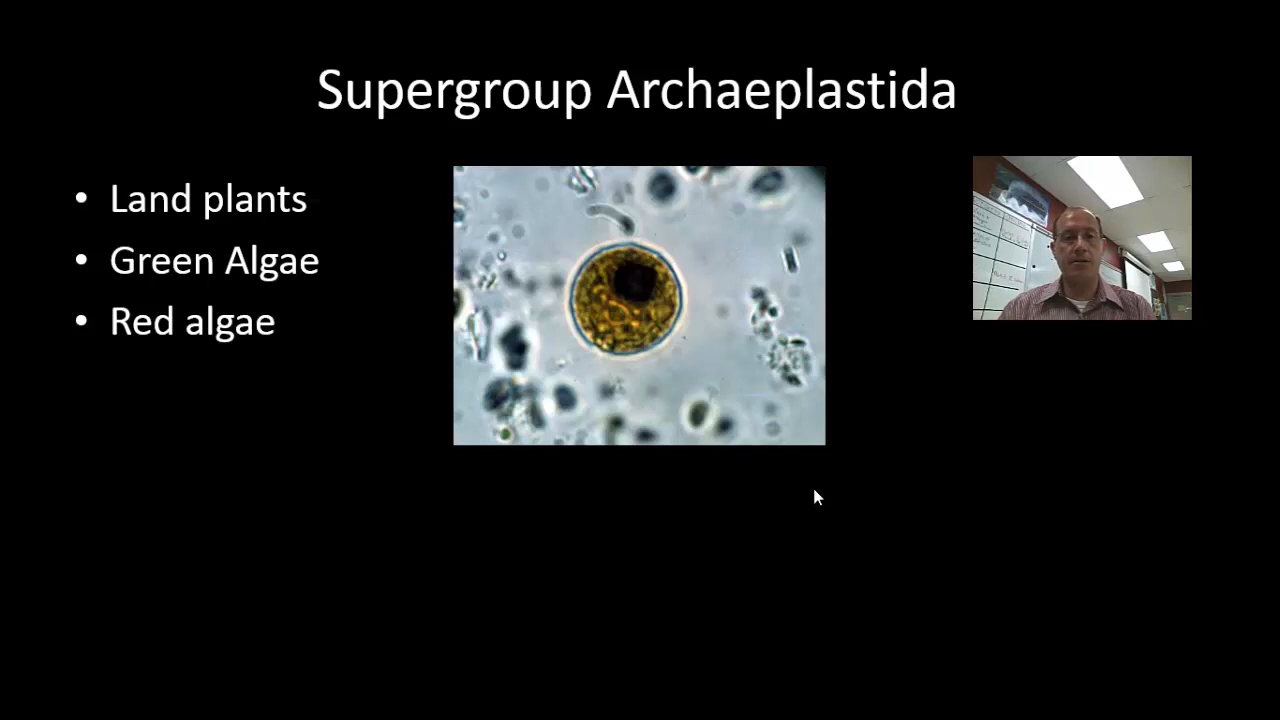 Supergroup Archaeplastida
• Land plants
• Green Algae
• Red algae